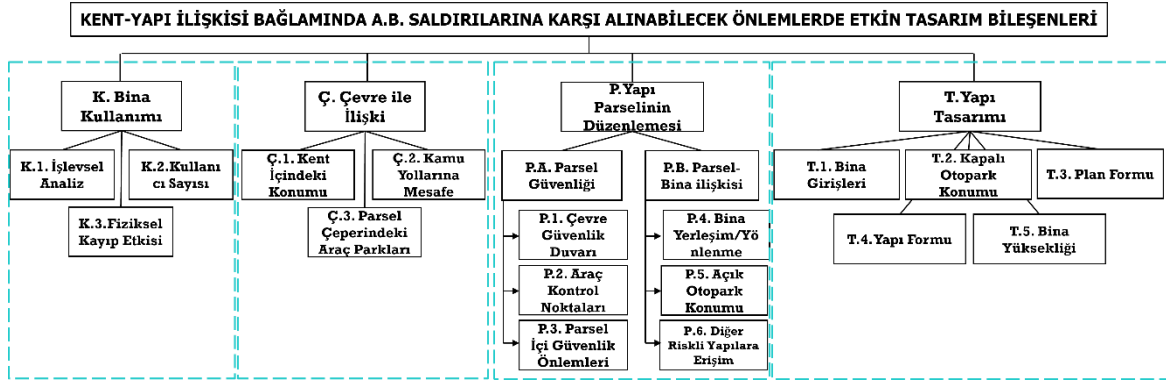 KENT-YAPI İLİŞKİSİ BAĞLAMINDA A.B. SALDIRILARINA KARŞI ALINABİLECEK ÖNLEMLERDE ETKİN TASARIM BİLEŞENLERİ
K. Bina
Kullanımı
K.1. İşlevsel
Analiz
K.2.Kullanı
cı Sayısı
K.3.Fiziksel
Kayıp Etkisi
Ç. Çevre ile
İlişki
Ç.1. Kent
İçindeki
Konumu
Ç.2. Kamu
Yollarına
Mesafe
Ç.3. Parsel
Çeperindeki
Araç Parkları
P. Yapı
Parselinin
Düzenlemesi
P.A. Parsel
Güvenliği
P.1. Çevre
Güvenlik
Duvarı
P.2. Araç
Kontrol
Noktaları
P.3. Parsel
İçi Güvenlik
Önlemleri
P.B. Parsel-
Bina ilişkisi
P.4. Bina
Yerleşim/Yö
nlenme
P.5. Açık
Otopark
Konumu
P.6. Diğer
Riskli Yapılara
Erişim
T. Yapı
Tasarımı
T.1. Bina
Girişleri
T.2. Kapalı
Otopark
Konumu
T.3. Plan Formu
T.4.Yapı Formu
T.5. Bina
Yüksekliği